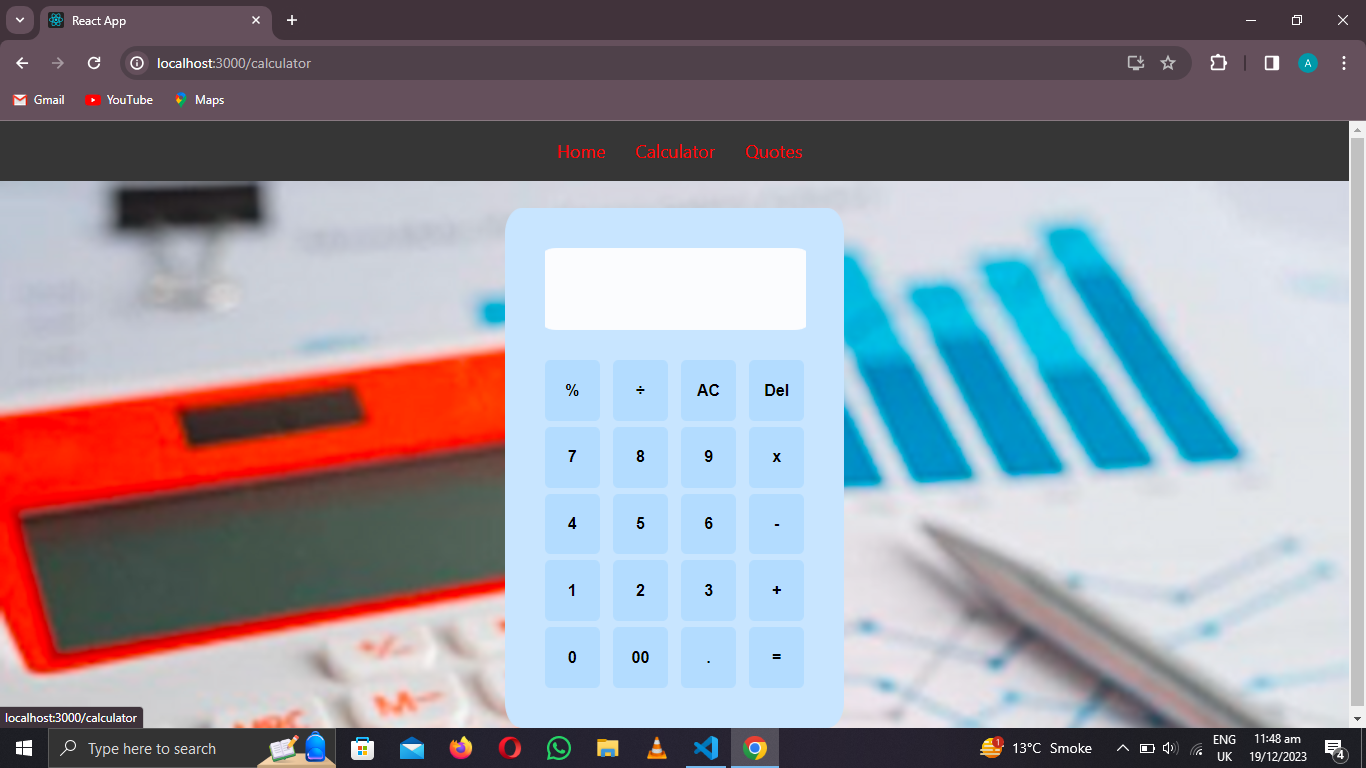 React App
localhost:3000/calculator
Gmail YouTube Maps
A
Home Calculator Quotes
% ÷ AC Del
7 8 9 x
4 5 6 -
1 2 3 +
0 00 . =
+/-
M-
localhost:3000/calculator
Type here to search
1
13°C Smoke
ENG
UK
11:48 am
19/12/2023
4